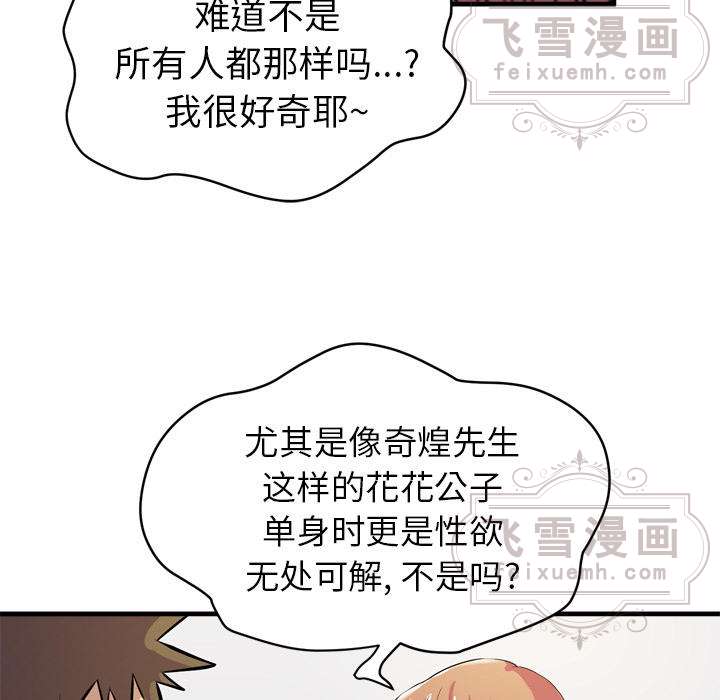 难道不是
所有人都那样吗...?
我很好奇耶~
飞雪漫画
feixuemh.com
尤其是像奇煌先生
这样的花花公子
单身时更是性欲
无处可解, 不是吗?
飞雪漫画
feixuemh.com